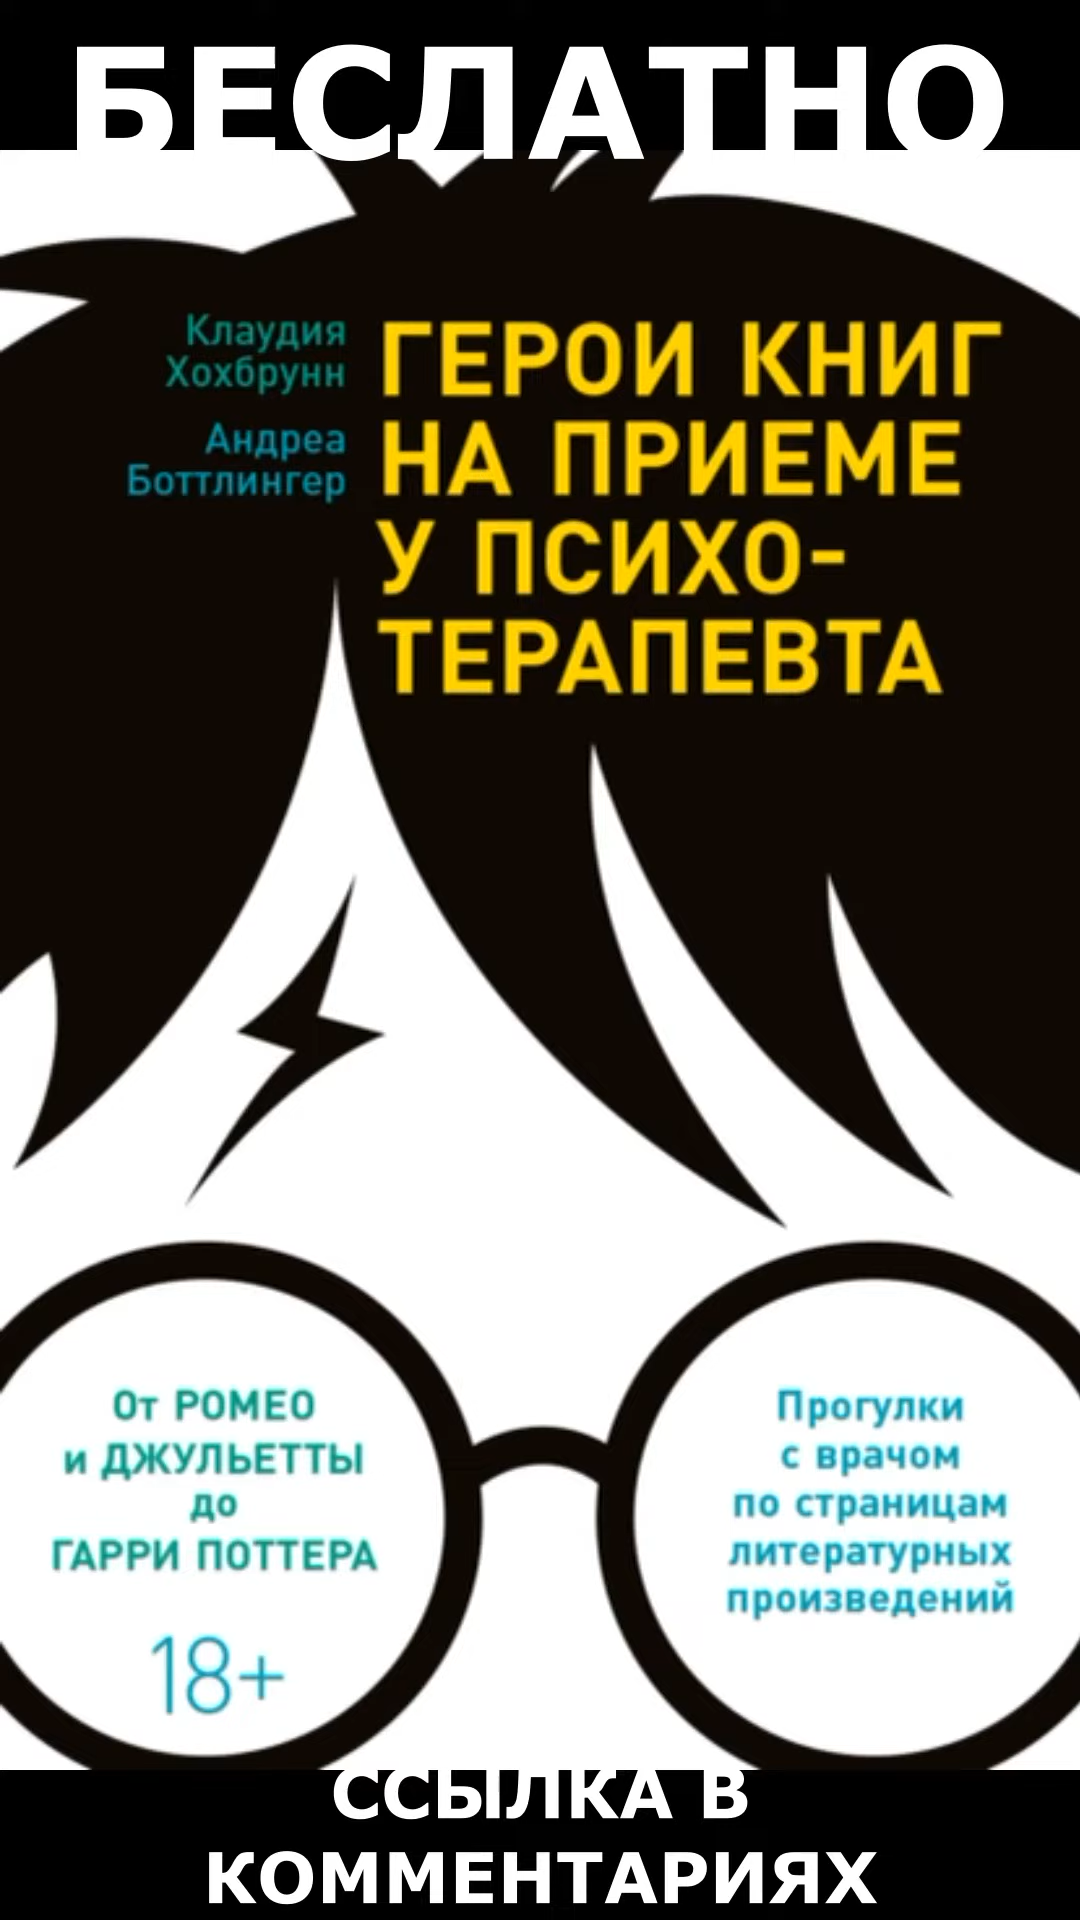 БЕСЛАТНО
Клаудия
Хохбрунн
Андреа
Боттлингер
ГЕРОИ КНИГ
НА ПРИЕМЕ
У ПСИХО-
ТЕРАПЕВТА
От РОМЕО
и ДЖУЛЬЕТТЫ
до
ГАРРИ ПОТТЕРА
18+
Прогулки
с врачом
по страницам
литературных
произведений
ССЫЛКА В
КОММЕНТАРИЯХ